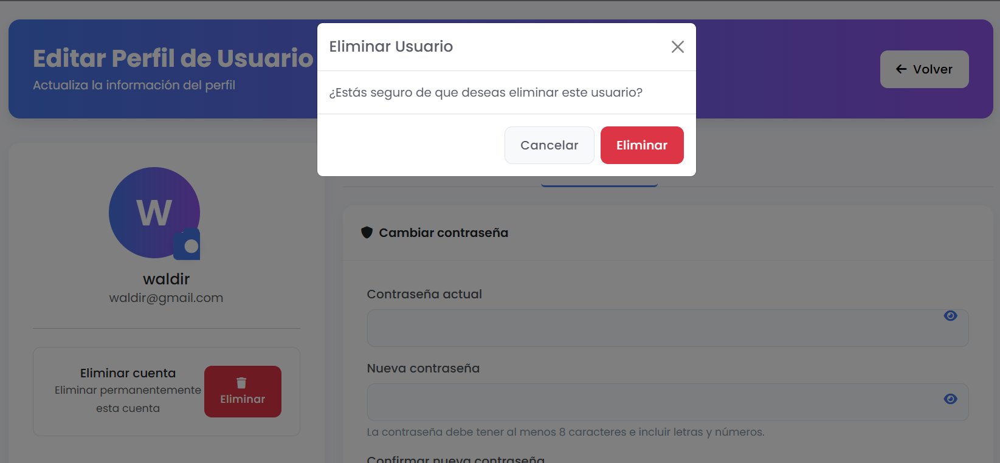 Editar Perfil de Usuario
Actualiza la información del perfil
Volver
Eliminar Usuario
¿Estás seguro de que deseas eliminar este usuario?
Cancelar
Eliminar
W
waldir
waldir@gmail.com
Eliminar cuenta
Eliminar permanentemente
esta cuenta
Eliminar
Cambiar contraseña
Contraseña actual
Nueva contraseña
La contraseña debe tener al menos 8 caracteres e incluir letras y números.
Confirmar nueva contraseña